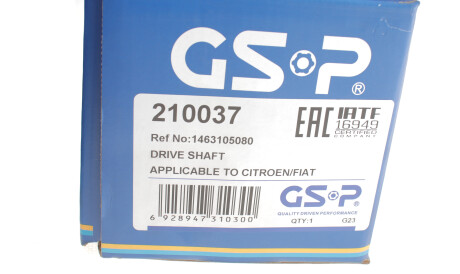 GSP
®
210037
Ref No:1463105080
DRIVE SHAFT
APPLICABLE TO CITROEN/FIAT
EAC
IATF
16949
CERTIFIED
COMPANY
6 928947 310300
GSP
QUALITY DRIVEN PERFORMANCE
QTY:1 G23